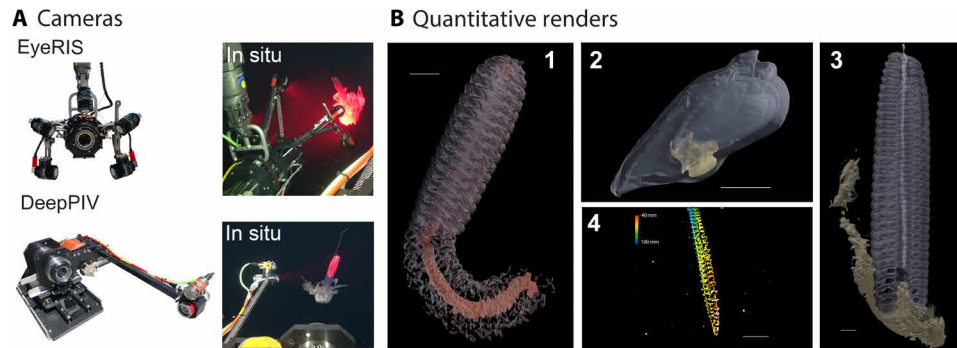 A Cameras
EyeRIS
In situ
DeepPIV
In situ
B Quantitative renders
1
2
3
4
-40 mm
-100 mm